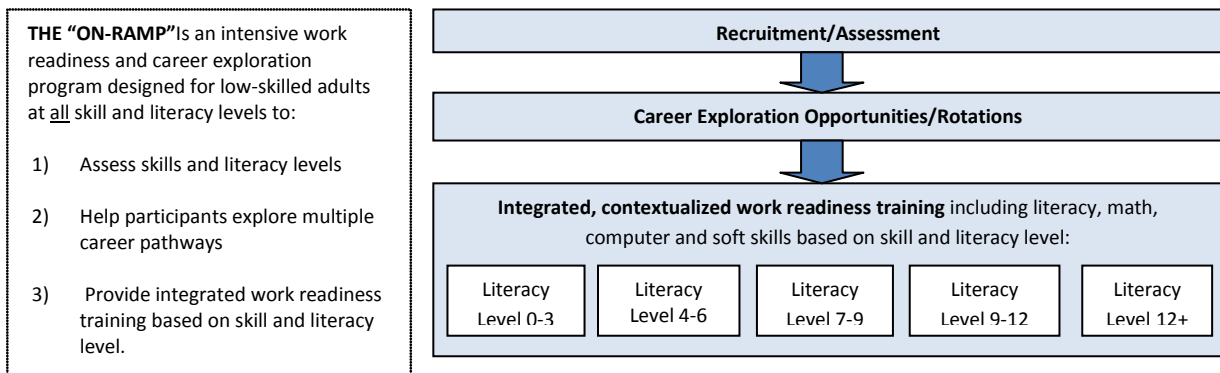 THE “ON-RAMP”Is an intensive work
readiness and career exploration
program designed for low-skilled adults
at all skill and literacy levels to:
1) Assess skills and literacy levels
2) Help participants explore multiple
career pathways
3) Provide integrated work readiness
training based on skill and literacy
level.
Recruitment/Assessment
Career Exploration Opportunities/Rotations
Integrated, contextualized work readiness training including literacy, math,
computer and soft skills based on skill and literacy level:
Literacy
Level 0-3
Literacy
Level 4-6
Literacy
Level 7-9
Literacy
Level 9-12
Literacy
Level 12+